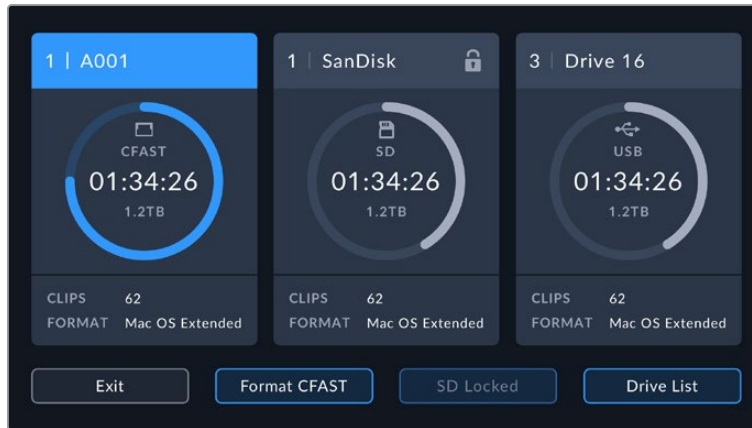 1 | A001
CFAST
01:34:26
1.2TB
CLIPS 62
FORMAT Mac OS Extended
1 | SanDisk
SD
01:34:26
1.2TB
CLIPS 62
FORMAT Mac OS Extended
3 | Drive 16
USB
01:34:26
1.2TB
CLIPS 62
FORMAT Mac OS Extended
Exit
Format CFAST
SD Locked
Drive List